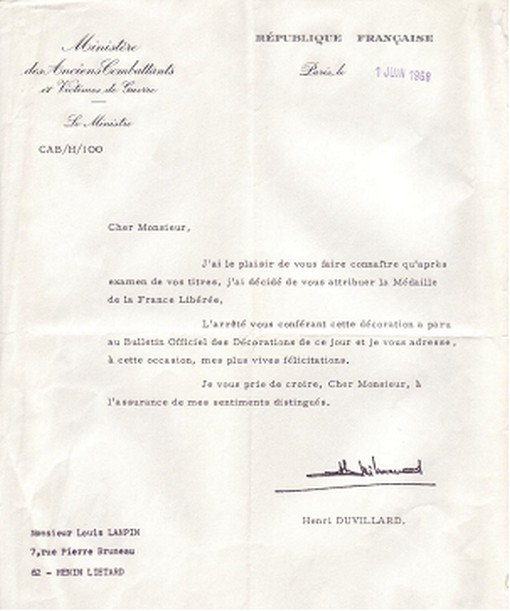 Ministère
des Anciens Combattants
et Victimes de Guerre
Le Ministre
CAB/H/100
RÉPUBLIQUE FRANÇAISE
Paris, le 1 JUIN 1968
Cher Monsieur,
J'ai le plaisir de vous faire connaître qu'après
examen de vos titres, j'ai décidé de vous attribuer la Médaille
de la France Libérée.
L'arrêté vous conférant cette décoration a paru
au Bulletin Officiel des Décorations de ce jour et je vous adresse,
à cette occasion, mes plus vives félicitations.
Je vous prie de croire, Cher Monsieur, à
l'assurance de mes sentiments distingués.
Henri DUVILLARD.
Monsieur Louis LAMPIN
7,rue Pierre Bruneau
62 - HENIN LIETARD